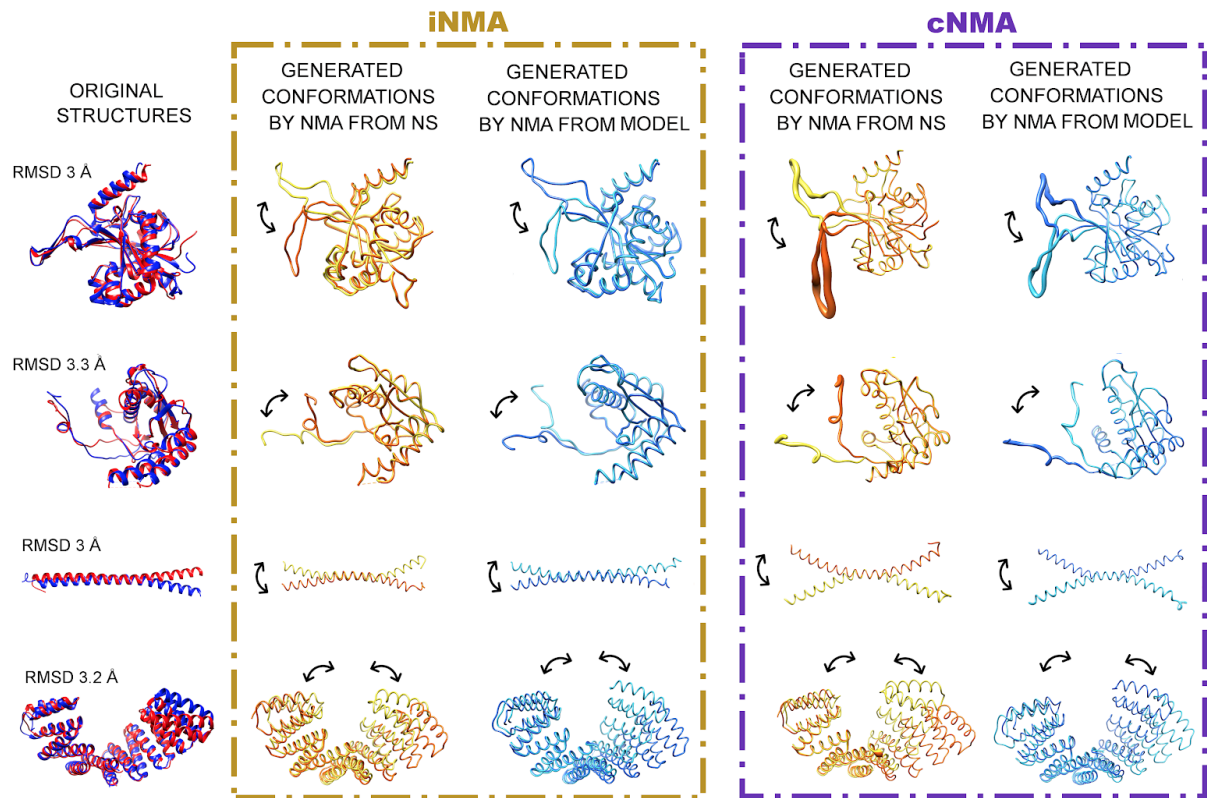 iNMA
cNMA
ORIGINAL
STRUCTURES
GENERATED
CONFORMATIONS
BY NMA FROM NS
GENERATED
CONFORMATIONS
BY NMA FROM MODEL
GENERATED
CONFORMATIONS
BY NMA FROM NS
GENERATED
CONFORMATIONS
BY NMA FROM MODEL
RMSD 3 Å
RMSD 3.3 Å
RMSD 3 Å
RMSD 3.2 Å